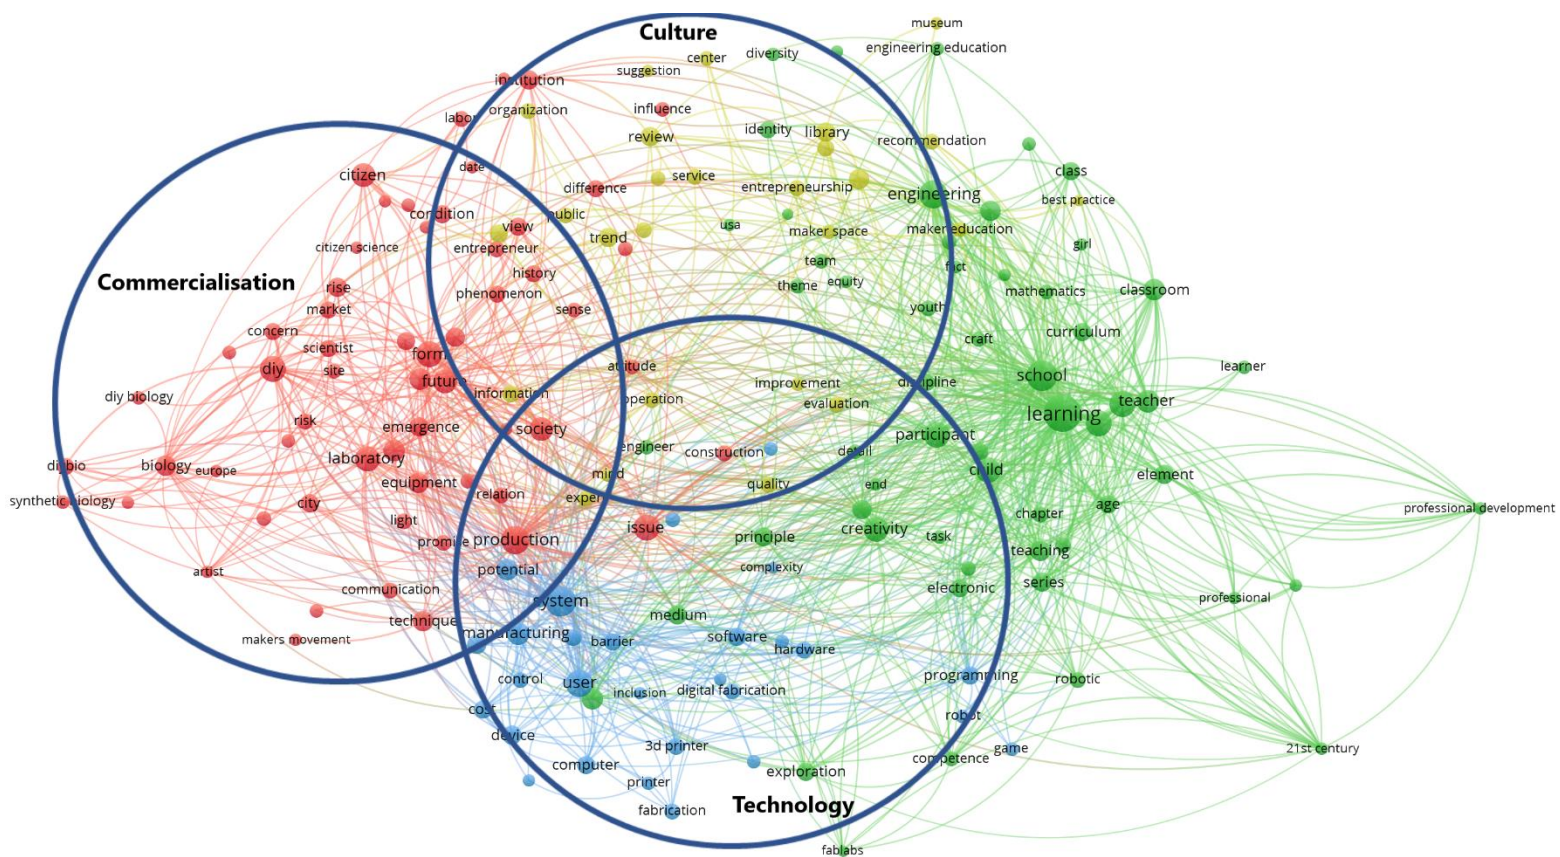 Culture
museum
engineering education
center
diversity
suggestion
institution
organization
influence
labor
review
identity
library
recommendation
date
citizen
difference
service
entrepreneurship
engineering
class
best practice
condition
public
view
usa
maker space
maker education
trend
citizen science
entrepreneur
girl
team
fact
history
Commercialisation
theme
equity
rise
phenomenon
mathematics
classroom
market
sense
youth
concern
curriculum
craft
scientist
form
site
diy
attitude
learner
future
school
information
improvement
discipline
diy biology
operation
evaluation
teacher
learning
risk
emergence
society
participant
engineer
construction
detail
laboratory
diybio
biology
europe
mind
child
element
equipment
quality
end
relation
expert
synthetic biology
city
age
professional development
light
issue
creativity
chapter
production
promise
principle
task
teaching
potential
complexity
artist
communication
electronic
series
system
professional
medium
technique
manufacturing
barrier
software
makers movement
hardware
control
user
inclusion
digital fabrication
programming
robotic
cost
robot
device
3d printer
game
21st century
computer
competence
exploration
printer
Technology
fabrication
fablabs